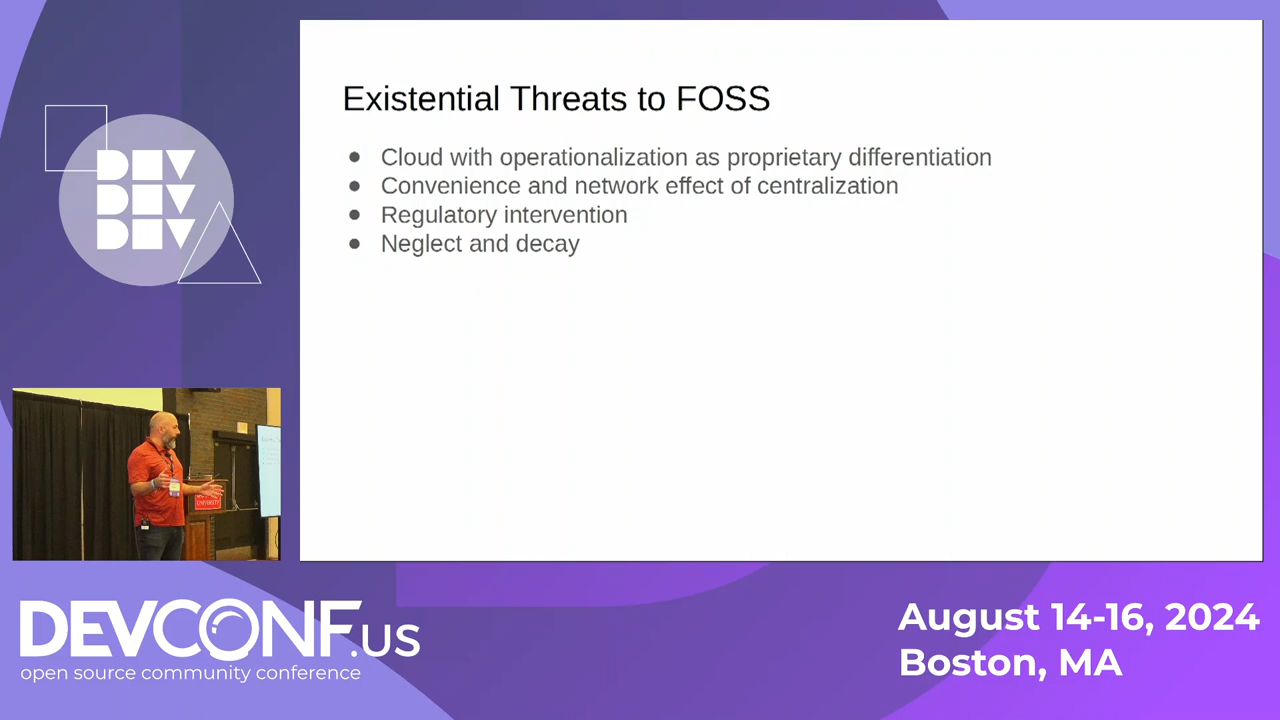 Existential Threats to FOSS
● Cloud with operationalization as proprietary differentiation
● Convenience and network effect of centralization
● Regulatory intervention
● Neglect and decay
DEV
DEV
DEV
UNIVERSITY
DEVCONF.US
open source community conference
August 14-16, 2024
Boston, MA